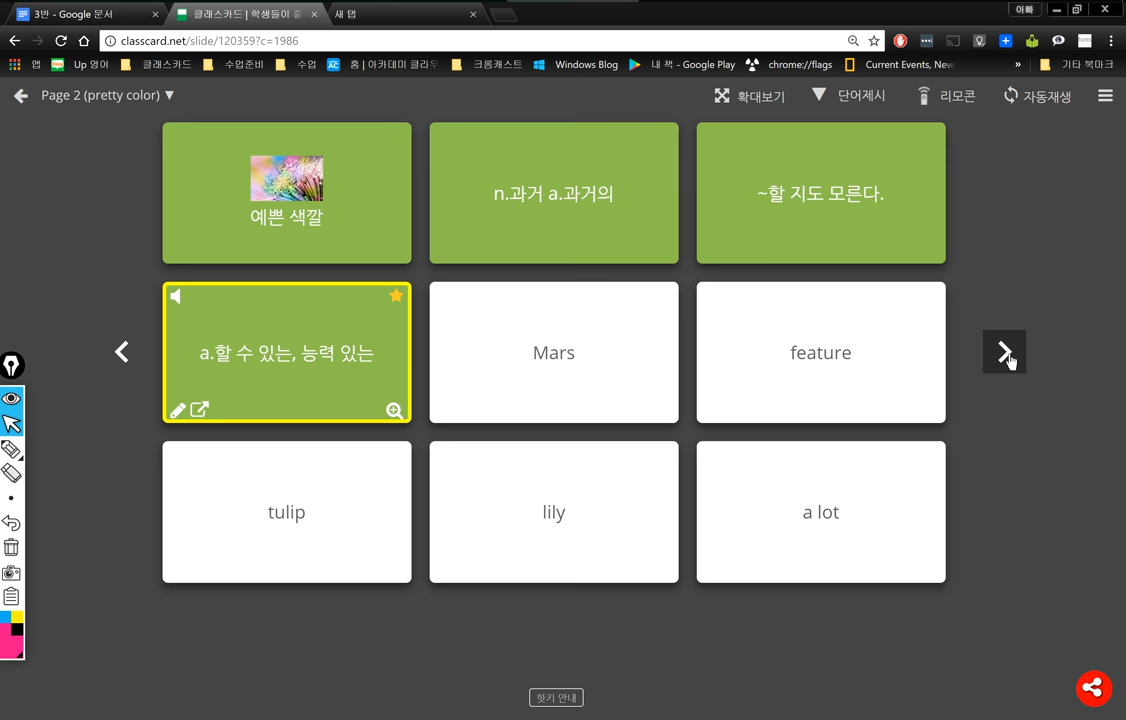 3반 - Google 문서
클래스카드 | 학생들이 좋
새 탭
아빠
classcard.net/slide/120359?c=1986
앱
Up 영어
클래스카드
수업준비
수업
홈 | 아카데미 클라우
크롬캐스트
Windows Blog
내 책 - Google Play
chrome://flags
Current Events, New
»
기타 북마크
Page 2 (pretty color) ▼
확대보기
단어제시
리모콘
자동재생
예쁜 색깔
n.과거 a.과거의
~할 지도 모른다.
a.할 수 있는, 능력 있는
Mars
feature
tulip
lily
a lot
핫키 안내